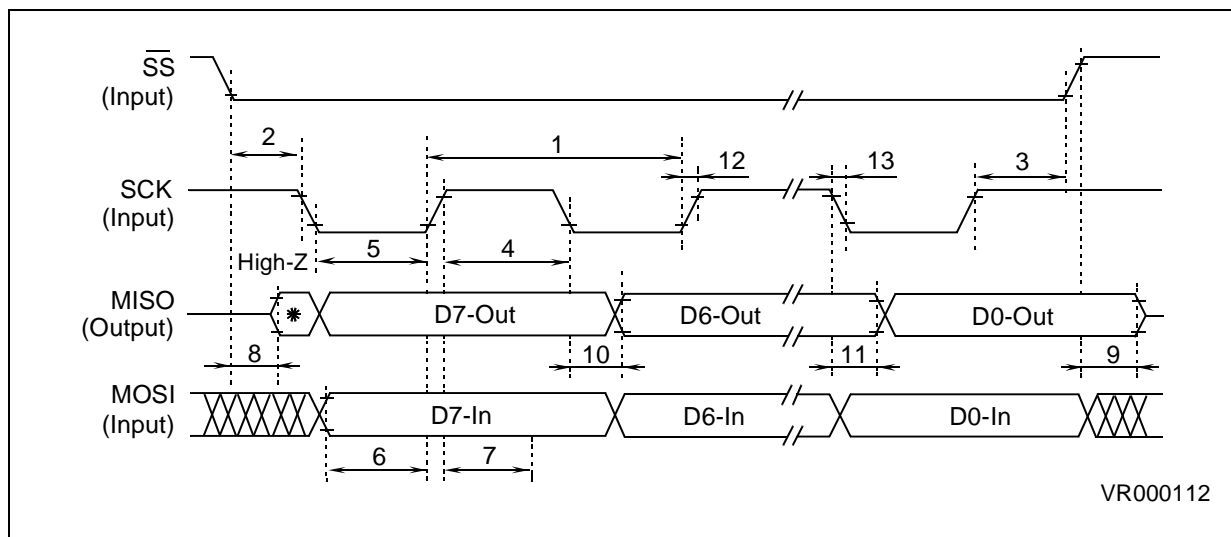 SS
(Input)
2
1
12
13
3
SCK
(Input)
5
4
High-Z
MISO
(Output)
*
D7-Out
D6-Out
D0-Out
8
10
11
9
MOSI
(Input)
D7-In
D6-In
D0-In
6
7
VR000112